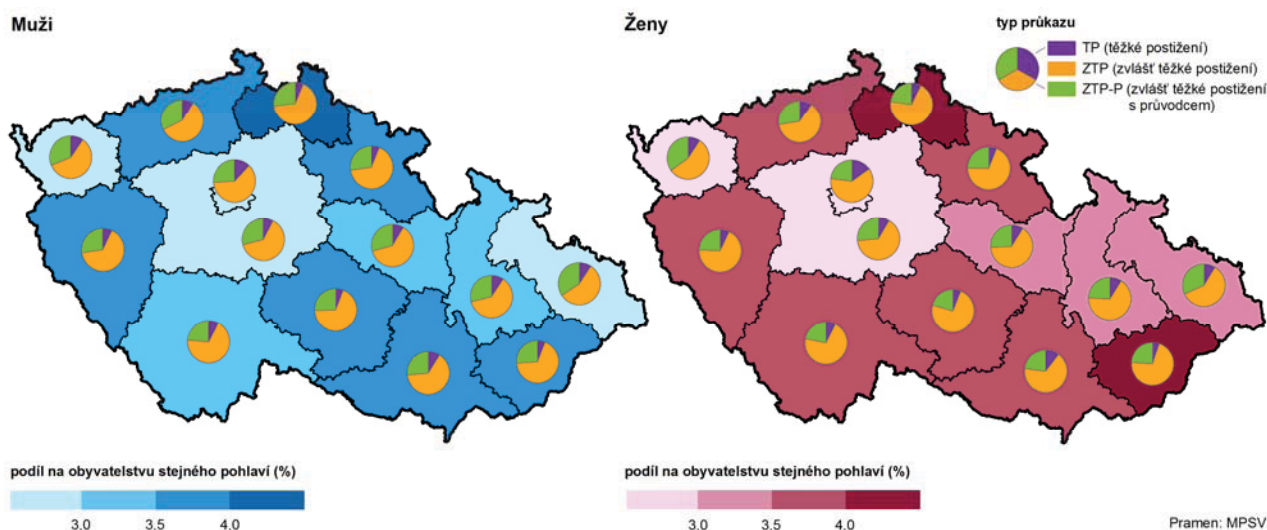 Muži
Ženy
typ průkazu
TP (těžké postižení)
ZTP (zvlášť těžké postižení)
ZTP-P (zvlášť těžké postižení
s průvodcem)
podíl na obyvatelstvu stejného pohlaví (%)
3.0 3.5 4.0
podíl na obyvatelstvu stejného pohlaví (%)
3.0 3.5 4.0
Pramen: MPSV